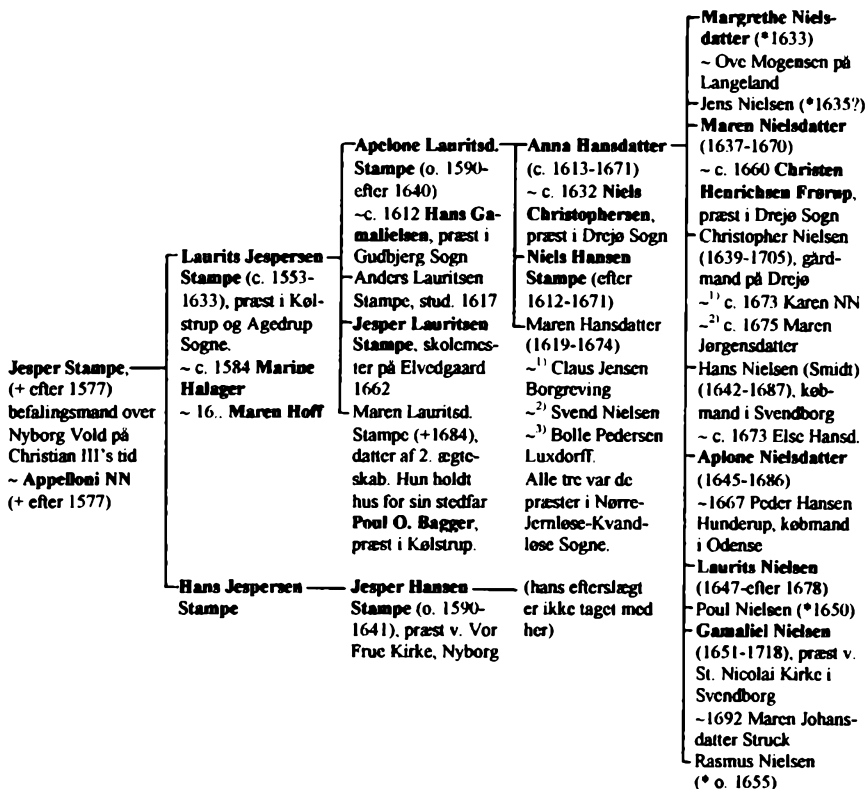 Jesper Stampe,
(+ efter 1577)
befalingsmand over
Nyborg Vold på
Christian III's tid
~ Appelloni NN
(+ efter 1577)
Laurits Jespersen
Stampe (c. 1553-
1633), præst i Køl-
strup og Agedrup
Sogne.
~ c. 1584 Marine
Halager
~ 16.. Maren Hoff
Hans Jespersen
Stampe
Apelone Lauritsd.
Stampe (o. 1590-
efter 1640)
~c. 1612 Hans Ga-
malielsen, præst i
Gudbjerg Sogn
Anders Lauritsen
Stampe, stud. 1617
Jesper Lauritsen
Stampe, skolemes-
ter på Elvedgaard
1662
Maren Lauritsd.
Stampe (+1684),
datter af 2. ægte-
skab. Hun holdt
hus for sin stedfar
Poul O. Bagger,
præst i Kølstrup.
Jesper Hansen
Stampe (o. 1590-
1641), præst v. Vor
Frue Kirke, Nyborg
Anna Hansdatter
(c. 1613-1671)
~ c. 1632 Niels
Christophersen,
præst i Drejø Sogn
Niels Hansen
Stampe (efter
1612-1671)
Maren Hansdatter
(1619-1674)
~1) Claus Jensen
Borgreving
~2) Svend Nielsen
~3) Bolle Pedersen
Luxdorff.
Alle tre var de
præster i Nørre-
Jernløse-Kvand-
løse Sogne.
(hans efterslægt
er ikke taget med
her)
Margrethe Niels-
datter (*1633)
~ Ove Mogensen på
Langeland
Jens Nielsen (*1635?)
Maren Nielsdatter
(1637-1670)
~ c. 1660 Christen
Henrichsen Frørup,
præst i Drejø Sogn
Christopher Nielsen
(1639-1705), gård-
mand på Drejø
~1) c. 1673 Karen NN
~2) c. 1675 Maren
Jørgensdatter
Hans Nielsen (Smidt)
(1642-1687), køb-
mand i Svendborg
~ c. 1673 Else Hansd.
Aplone Nielsdatter
(1645-1686)
~1667 Peder Hansen
Hunderup, købmand
i Odense
Laurits Nielsen
(1647-efter 1678)
Poul Nielsen (*1650)
Gamaliel Nielsen
(1651-1718), præst v.
St. Nicolai Kirke i
Svendborg
~1692 Maren Johans-
datter Struck
Rasmus Nielsen
(* o. 1655)